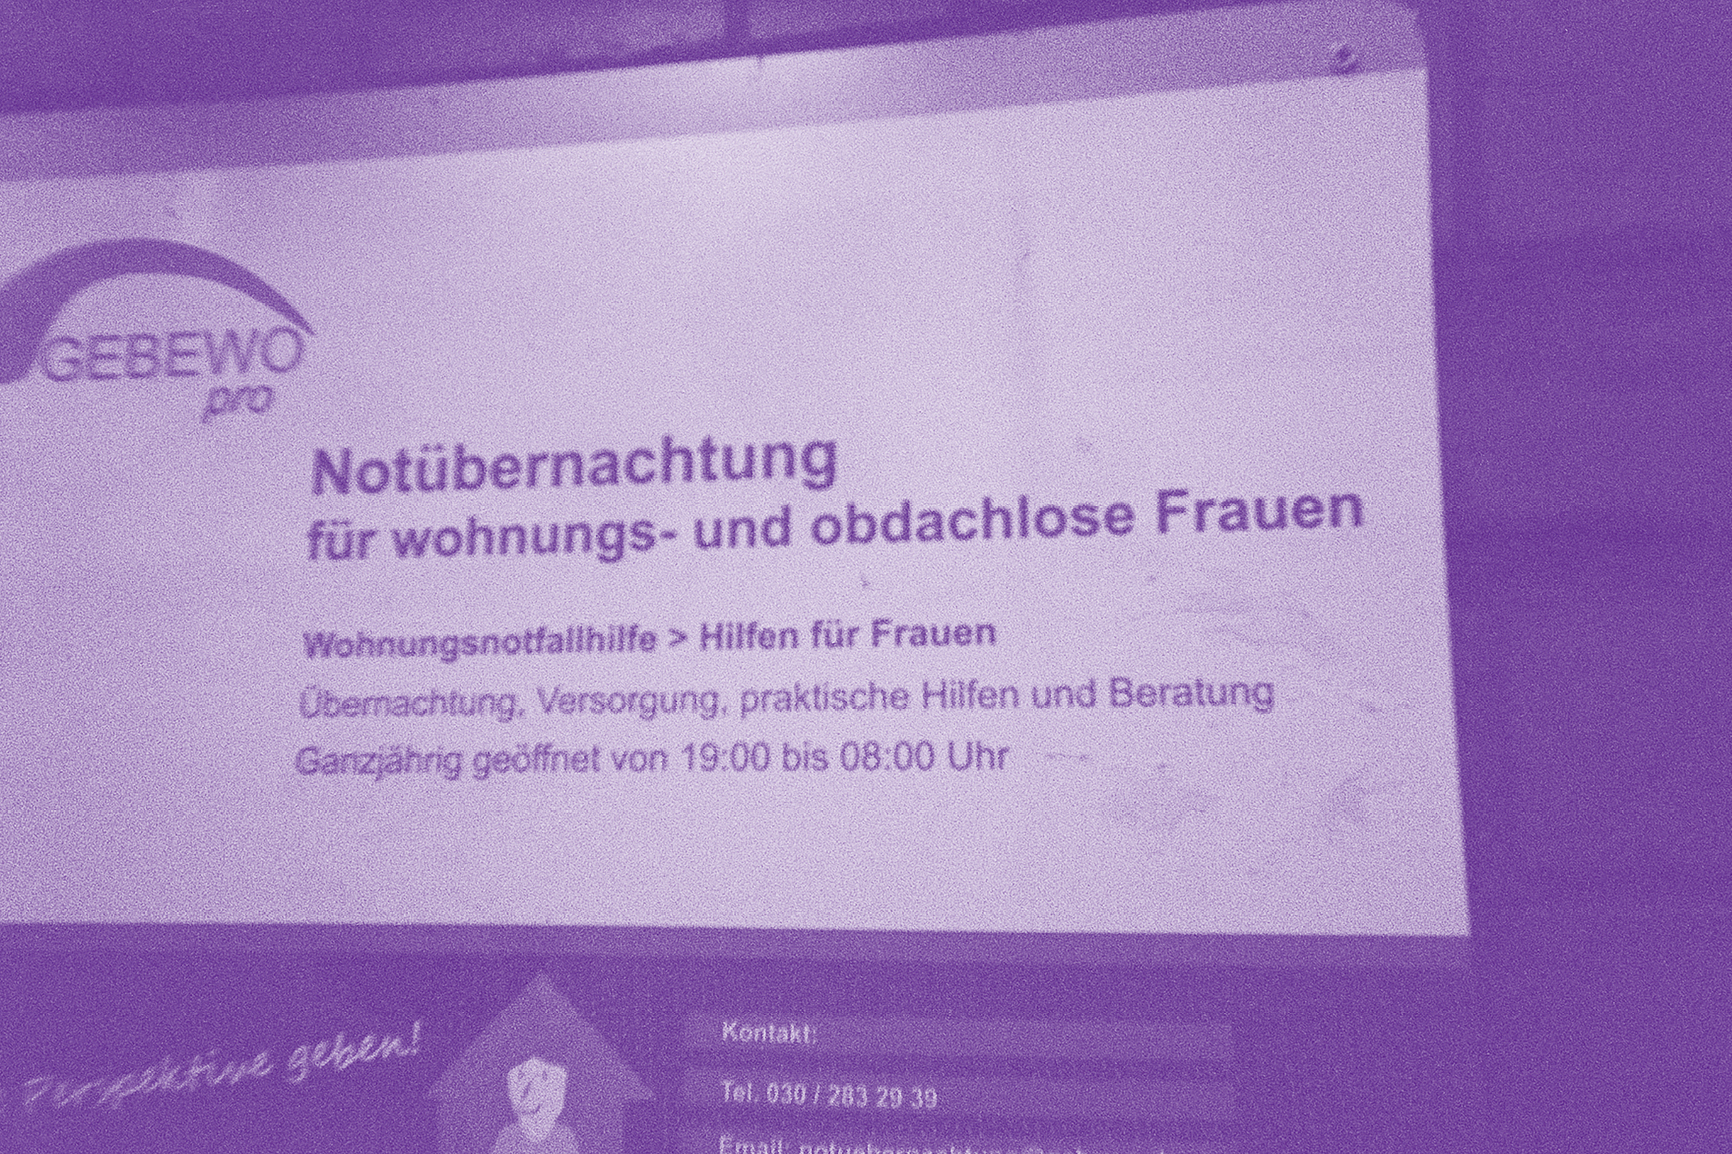 GEBEWO
pro
Notübernachtung
für wohnungs- und obdachlose Frauen
Wohnungsnotfallhilfe > Hilfen für Frauen
Übernachtung, Versorgung, praktische Hilfen und Beratung
Ganzjährig geöffnet von 19:00 bis 08:00 Uhr
Perspektive geben!
Kontakt:
Tel. 030 / 283 29 39
Email: